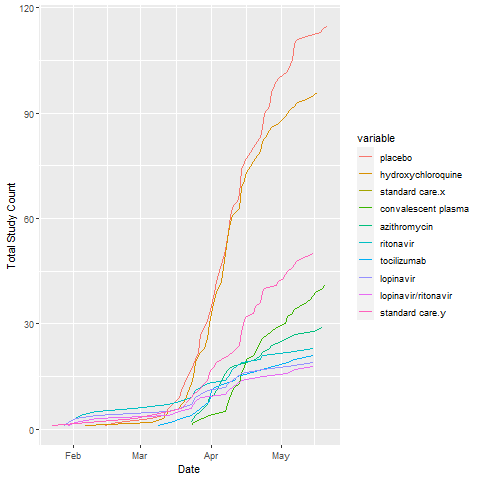 120
90
60
30
0
Total Study Count
Feb
Mar
Apr
May
Date
variable
placebo
hydroxychloroquine
standard care.x
convalescent plasma
azithromycin
ritonavir
tocilizumab
lopinavir
lopinavir/ritonavir
standard care.y